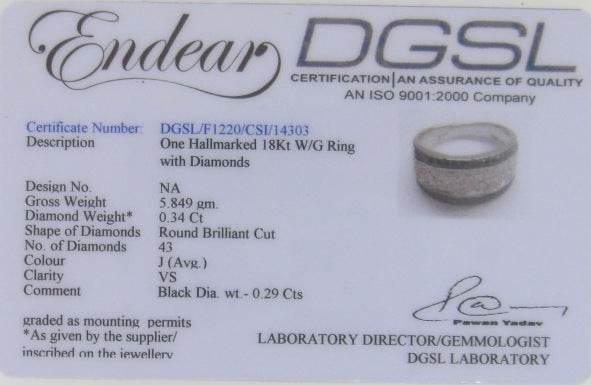 Endear DGSL
CERTIFICATION | AN ASSURANCE OF QUALITY
AN ISO 9001:2000 Company
Certificate Number: DGSL/F1220/CSI/14303
Description One Hallmarked 18Kt W/G Ring
with Diamonds
Design No. NA
Gross Weight 5.849 gm.
Diamond Weight* 0.34 Ct
Shape of Diamonds Round Brilliant Cut
No. of Diamonds 43
Colour J (Avg.)
Clarity VS
Comment Black Dia. wt.- 0.29 Cts
graded as mounting permits
*As given by the supplier/
inscribed on the jewellery
Pawan Yadav
LABORATORY DIRECTOR/GEMMOLOGIST
DGSL LABORATORY